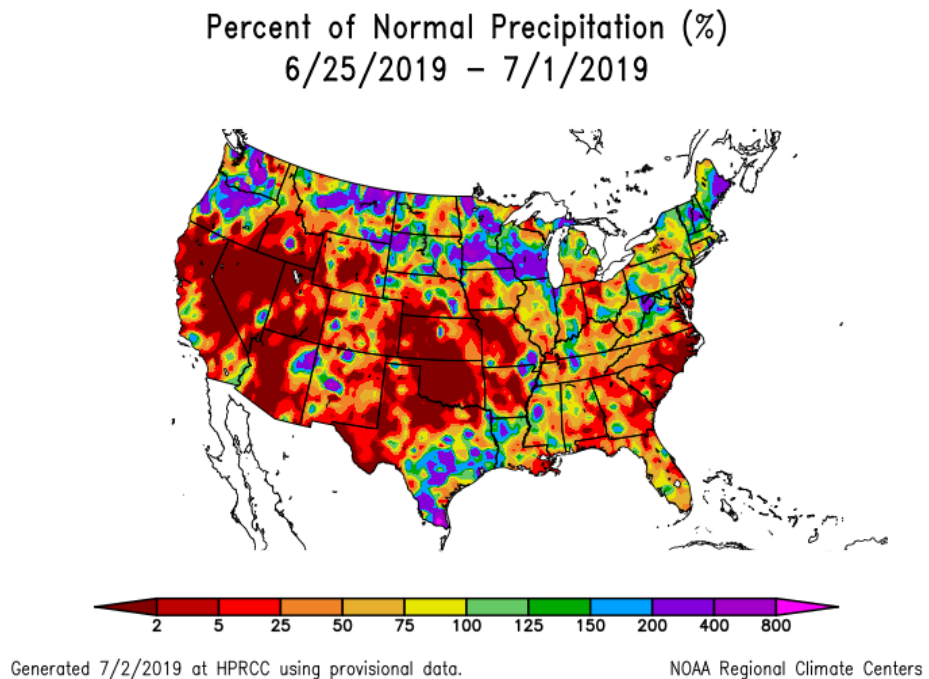 Percent of Normal Precipitation (%)
6/25/2019 – 7/1/2019
2 5 25 50 75 100 125 150 200 400 800
Generated 7/2/2019 at HPRCC using provisional data. NOAA Regional Climate Centers